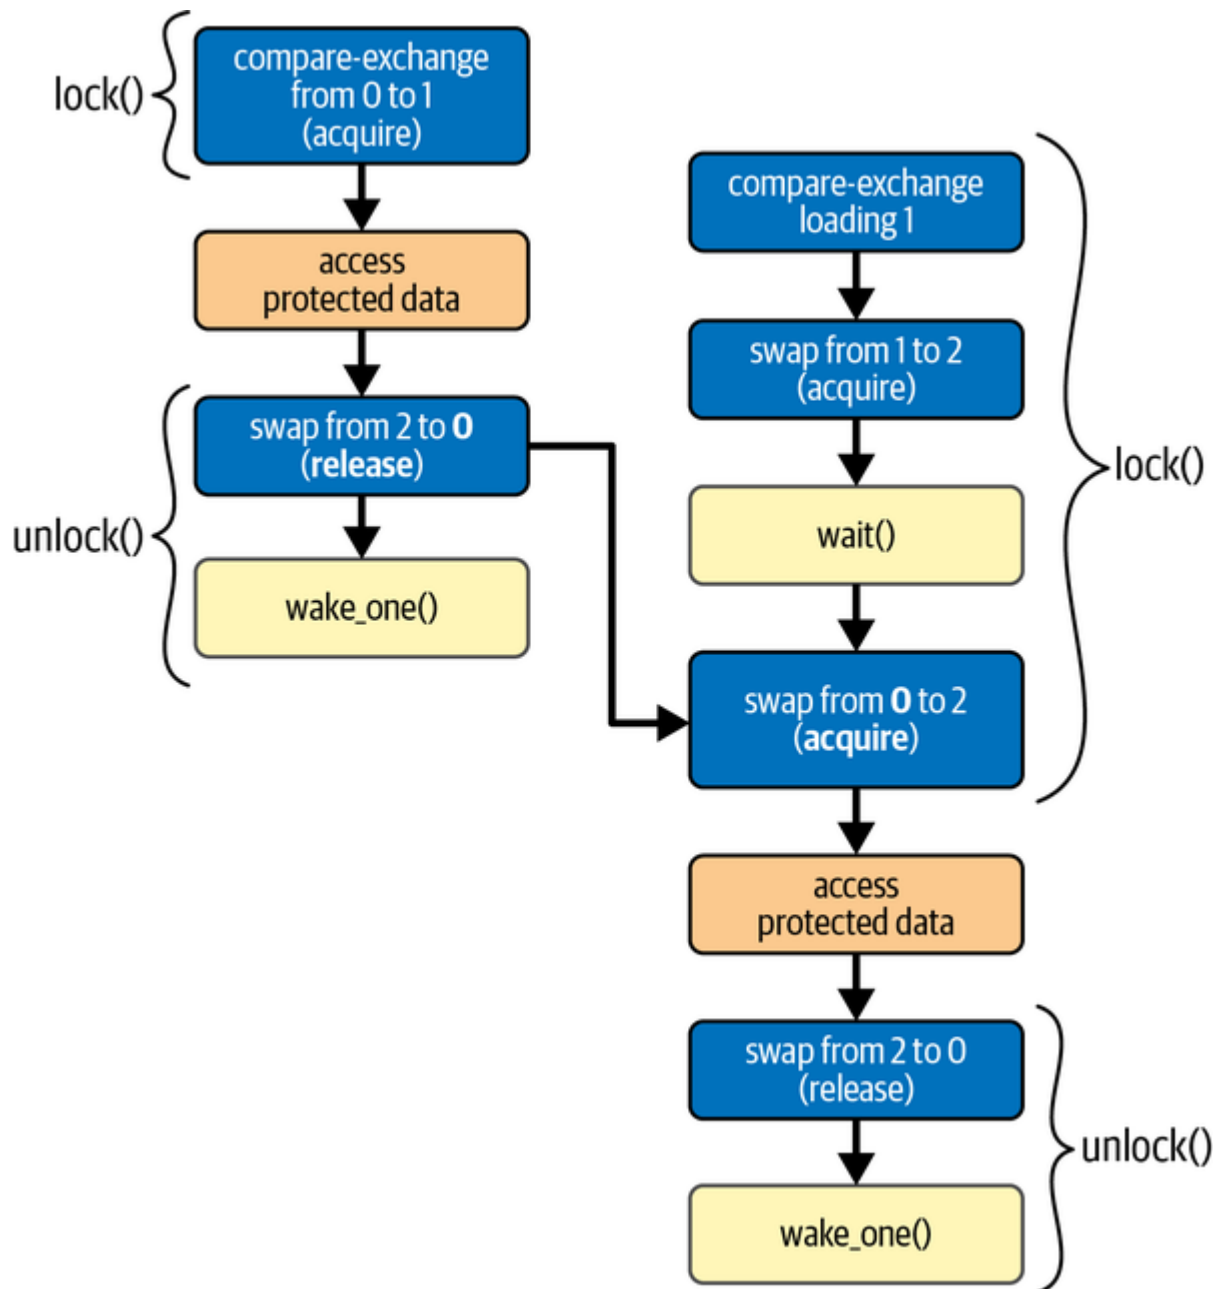 lock()
compare-exchange
from 0 to 1
(acquire)
access
protected data
unlock()
swap from 2 to 0
(release)
wake_one()
compare-exchange
loading 1
swap from 1 to 2
(acquire)
wait()
swap from 0 to 2
(acquire)
lock()
access
protected data
swap from 2 to 0
(release)
wake_one()
unlock()